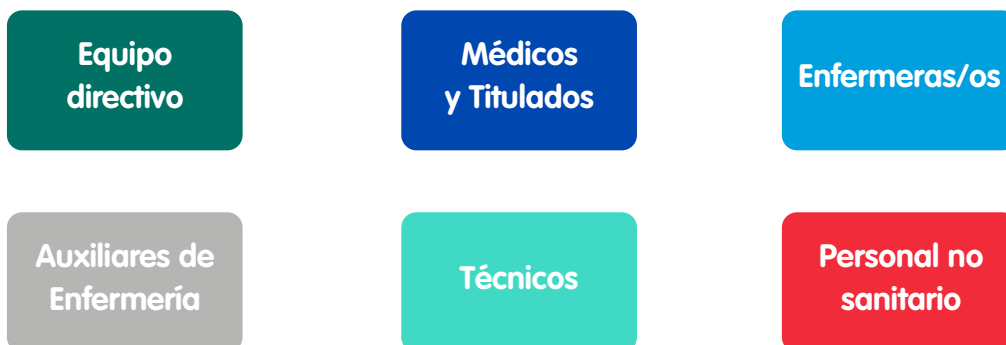 Equipo
directivo
Médicos
y Titulados
Enfermeras/os
Auxiliares de
Enfermería
Técnicos
Personal no
sanitario